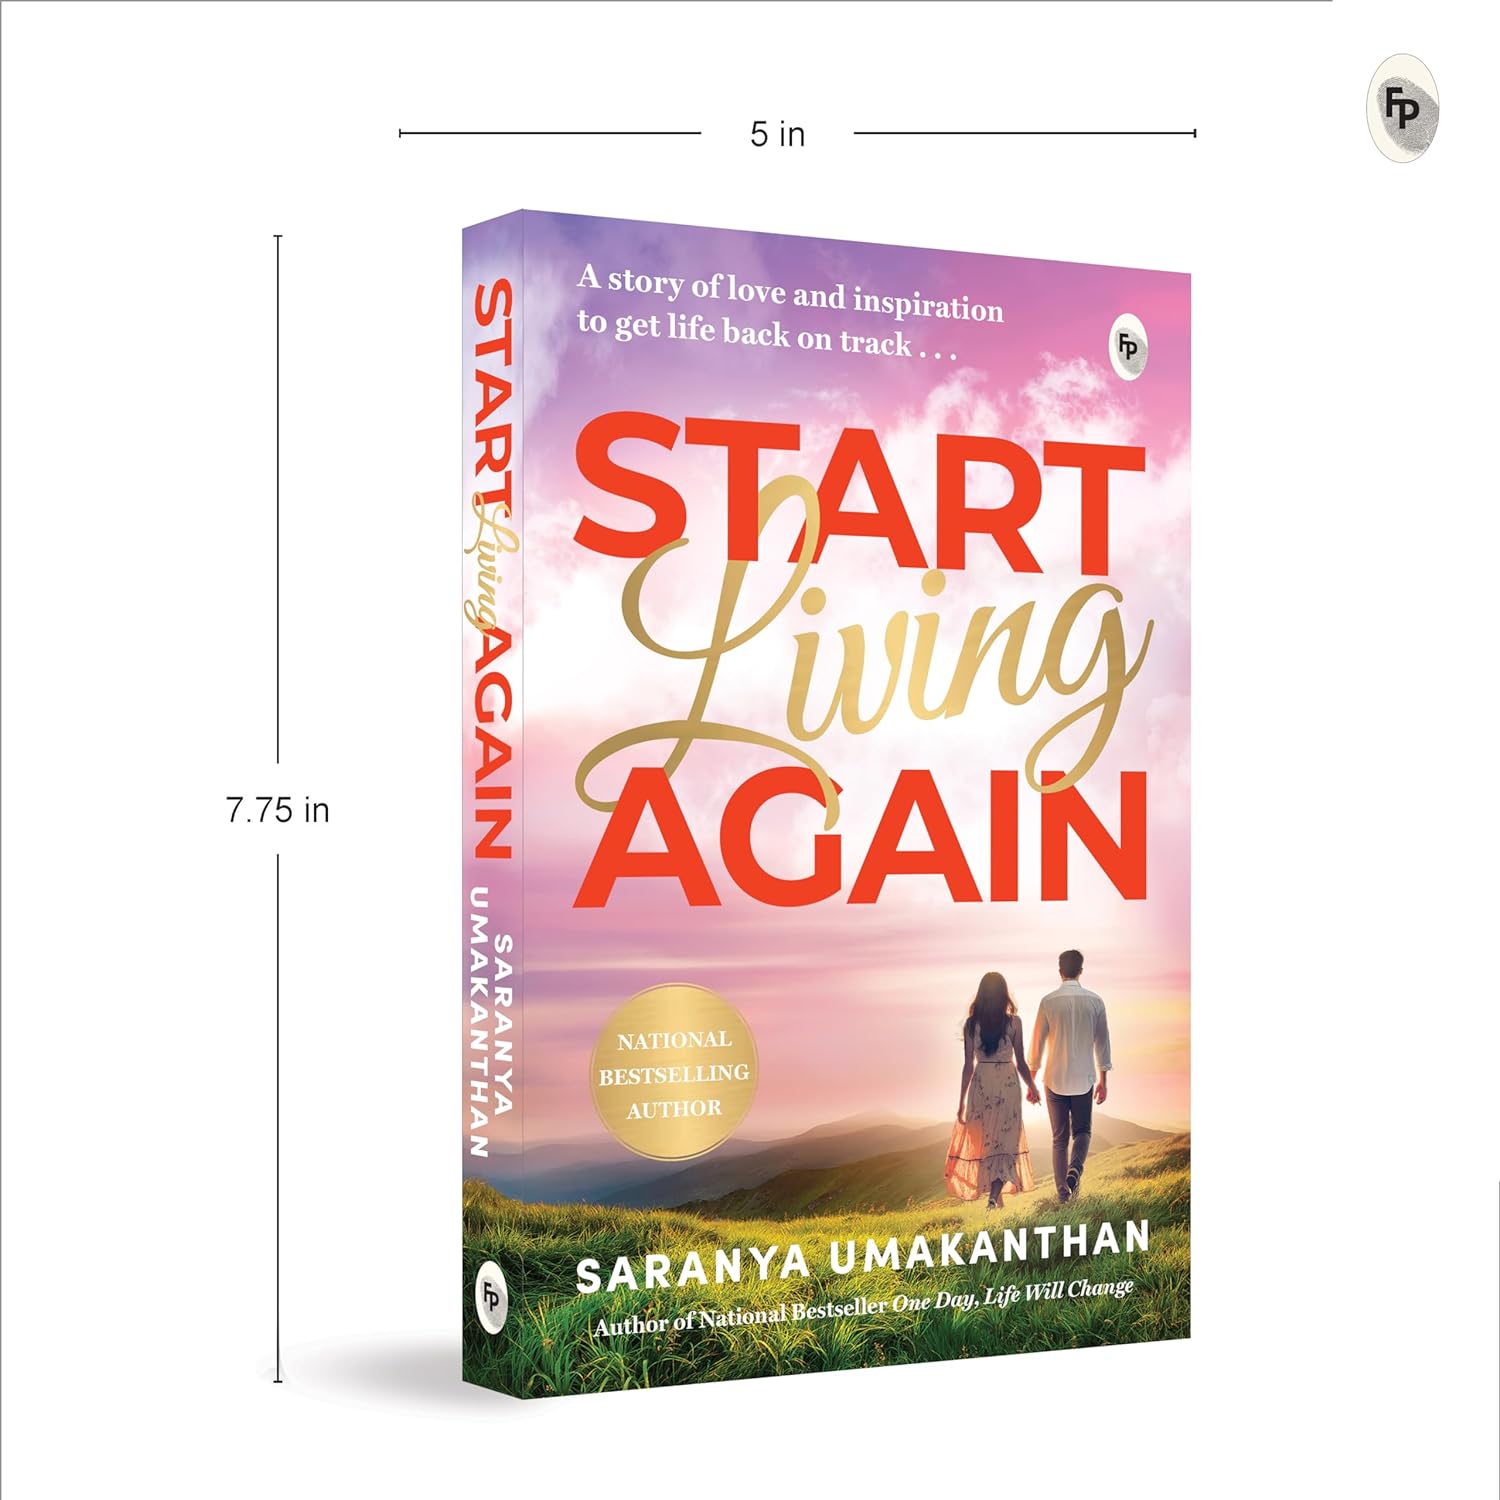 5 in
FP
7.75 in
A story of love and inspiration
to get life back on track . . .
FP
START
Living
AGAIN
NATIONAL
BESTSELLING
AUTHOR
SARANYA UMAKANTHAN
Author of National Bestseller One Day, Life Will Change
START Living AGAIN
SARANYA
UMAKANTHAN
FP